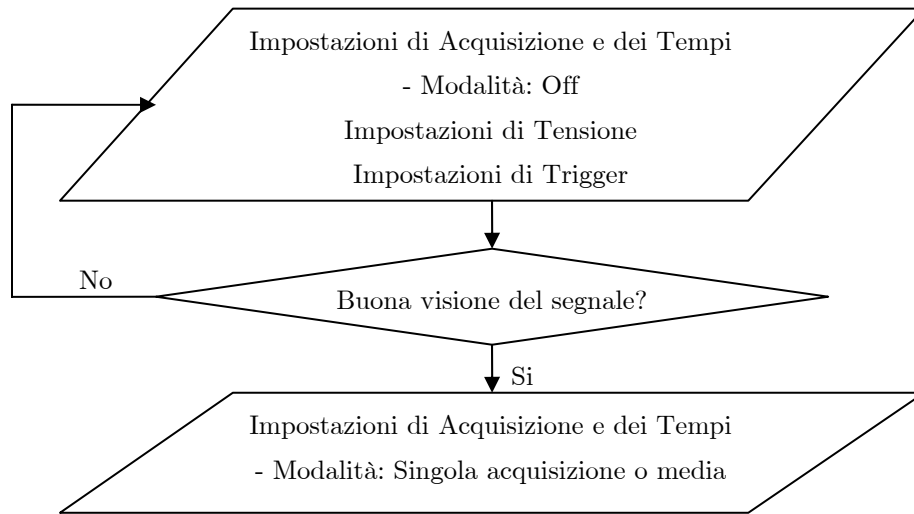 Impostazioni di Acquisizione e dei Tempi
- Modalità: Off
Impostazioni di Tensione
Impostazioni di Trigger
No
Buona visione del segnale?
Si
Impostazioni di Acquisizione e dei Tempi
- Modalità: Singola acquisizione o media